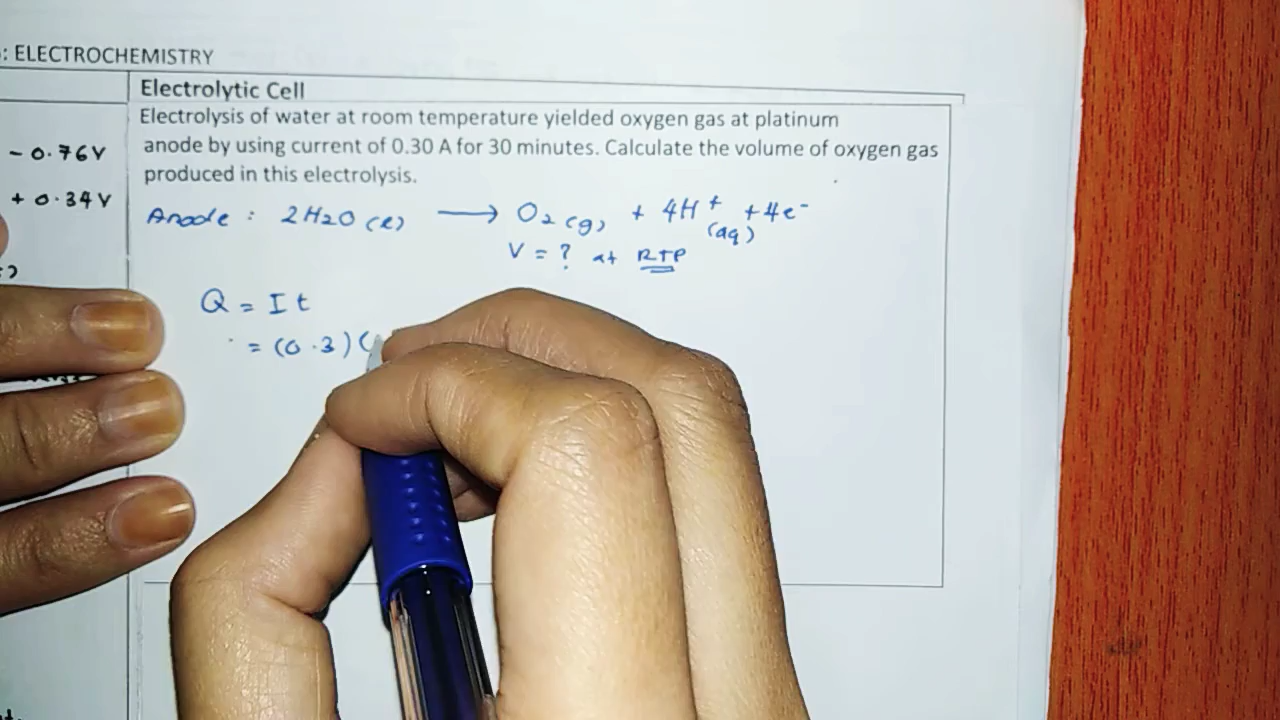 : ELECTROCHEMISTRY
Electrolytic Cell
Electrolysis of water at room temperature yielded oxygen gas at platinum
anode by using current of 0.30 A for 30 minutes. Calculate the volume of oxygen gas
produced in this electrolysis.
- 0.76V
+ 0.34V
Anode : 2H2O (l) → O2 (g) + 4H+ (aq) + 4e-
V = ? at RTP
Q = I t
= (0.3) (